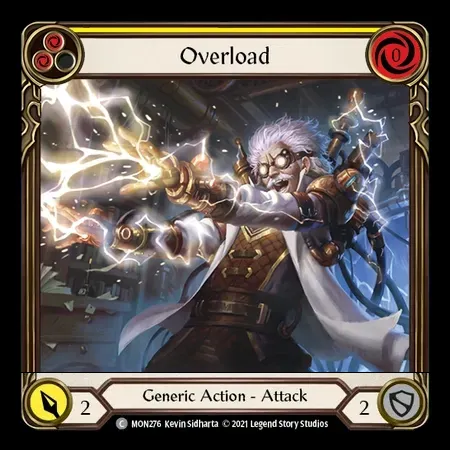 Overload
0
Generic Action - Attack
2
2
C MON276 Kevin Sidharta © 2021 Legend Story Studios